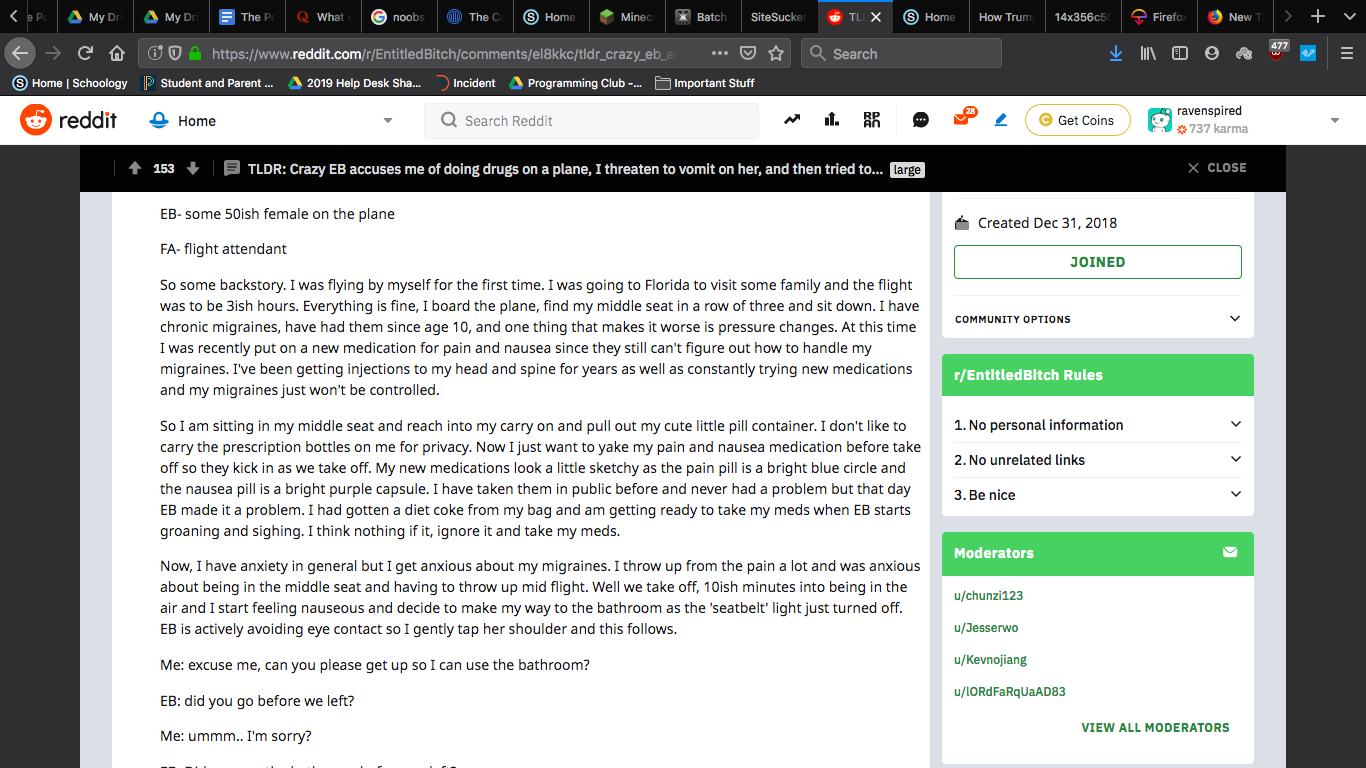 e Po
My Dri
My Dri
The Po
What
noobs
The Co
Home
Minec
Batch
SiteSucker
TL
Home
How Trum
14x356c50
Firefox
New T
https://www.reddit.com/r/EntitledBitch/comments/el8kkc/tldr_crazy_eb_a
Search
477
Home | Schoology
Student and Parent ...
2019 Help Desk Sha...
Incident
Programming Club -...
Important Stuff
reddit
Home
Search Reddit
28
Get Coins
ravenspired
737 karma
153
TLDR: Crazy EB accuses me of doing drugs on a plane, I threaten to vomit on her, and then tried to...
large
CLOSE
EB- some 50ish female on the plane
FA- flight attendant
So some backstory. I was flying by myself for the first time. I was going to Florida to visit some family and the flight
was to be 3ish hours. Everything is fine, I board the plane, find my middle seat in a row of three and sit down. I have
chronic migraines, have had them since age 10, and one thing that makes it worse is pressure changes. At this time
I was recently put on a new medication for pain and nausea since they still can't figure out how to handle my
migraines. I've been getting injections to my head and spine for years as well as constantly trying new medications
and my migraines just won't be controlled.
So I am sitting in my middle seat and reach into my carry on and pull out my cute little pill container. I don't like to
carry the prescription bottles on me for privacy. Now I just want to yake my pain and nausea medication before take
off so they kick in as we take off. My new medications look a little sketchy as the pain pill is a bright blue circle and
the nausea pill is a bright purple capsule. I have taken them in public before and never had a problem but that day
EB made it a problem. I had gotten a diet coke from my bag and am getting ready to take my meds when EB starts
groaning and sighing. I think nothing if it, ignore it and take my meds.
Now, I have anxiety in general but I get anxious about my migraines. I throw up from the pain a lot and was anxious
about being in the middle seat and having to throw up mid flight. Well we take off, 10ish minutes into being in the
air and I start feeling nauseous and decide to make my way to the bathroom as the 'seatbelt' light just turned off.
EB is actively avoiding eye contact so I gently tap her shoulder and this follows.
Me: excuse me, can you please get up so I can use the bathroom?
EB: did you go before we left?
Me: ummm.. I'm sorry?
Created Dec 31, 2018
JOINED
COMMUNITY OPTIONS
r/EntitledBitch Rules
1. No personal information
2. No unrelated links
3. Be nice
Moderators
u/chunzi123
u/Jesserwo
u/Kevnojiang
u/lORdFaRqUaAD83
VIEW ALL MODERATORS